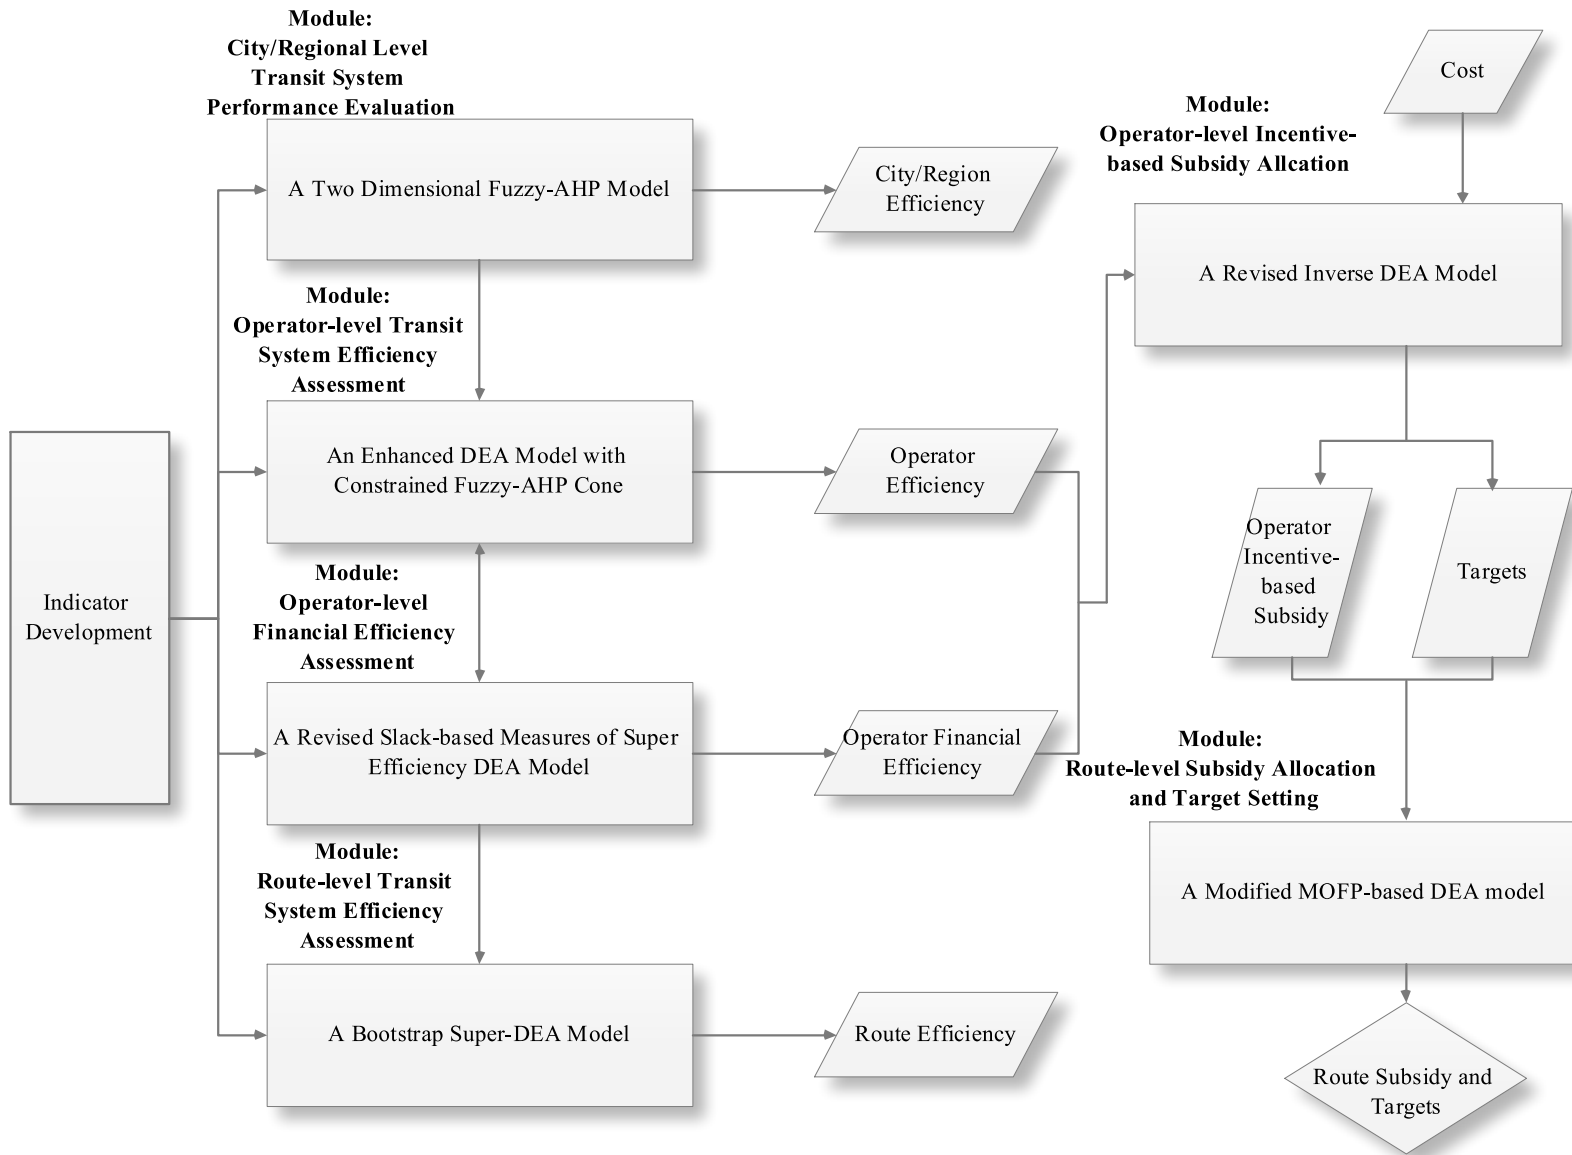 Module:
City/Regional Level
Transit System
Performance Evaluation
A Two Dimensional Fuzzy-AHP Model
City/Region
Efficiency
Module:
Operator-level Transit
System Efficiency
Assessment
Indicator
Development
An Enhanced DEA Model with
Constrained Fuzzy-AHP Cone
Operator
Efficiency
Module:
Operator-level
Financial Efficiency
Assessment
A Revised Slack-based Measures of Super
Efficiency DEA Model
Operator Financial
Efficiency
Module:
Route-level Transit
System Efficiency
Assessment
A Bootstrap Super-DEA Model
Route Efficiency
Cost
Module:
Operator-level Incentive-
based Subsidy Allcation
A Revised Inverse DEA Model
Operator
Incentive-
based
Subsidy
Targets
Module:
Route-level Subsidy Allocation
and Target Setting
A Modified MOFP-based DEA model
Route Subsidy and
Targets